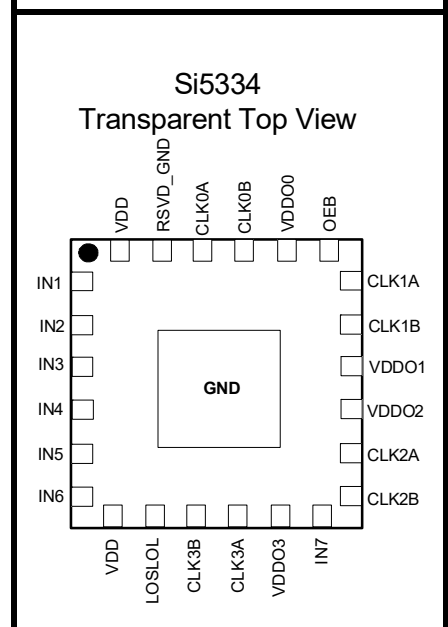 Si5334
Transparent Top View
VDD
RSVD_GND
CLK0A
CLK0B
VDDO0
OEB
IN1
IN2
IN3
IN4
IN5
IN6
GND
CLK1A
CLK1B
VDDO1
VDDO2
CLK2A
CLK2B
VDD
LOSLOL
CLK3B
CLK3A
VDDO3
IN7